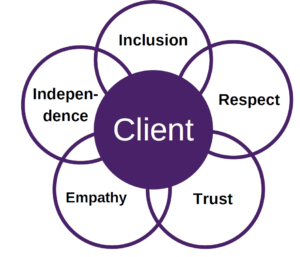 Inclusion
Indepen-
dence
Respect
Client
Empathy
Trust